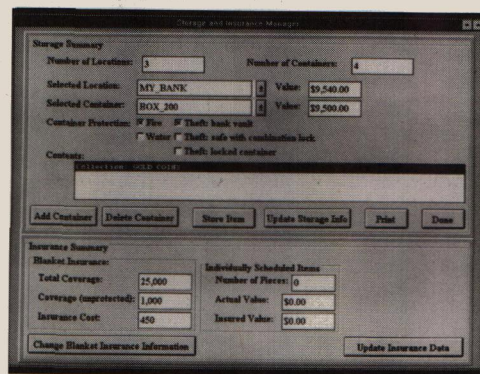 Storage and Insurance Manager
Storage Summary
Number of Locations: 3 Number of Containers: 4
Selected Location: MY_BANK Value: $9,540.00
Selected Container: BOX_200 Value: $9,500.00
Container Protection: Fire Theft: bank vault
Water Theft: safe with combination lock
Theft: locked container
Contents:
Collection: GOLD coins
Add Container Delete Container Store Item Update Storage Info Print Done
Insurance Summary
Blanket Insurance: Individually Scheduled Items
Total Coverage: 25,000 Number of Pieces: 0
Coverage (unprotected): 1,000 Actual Value: $0.00
Insurance Cost: 450 Insured Value: $0.00
Change Blanket Insurance Information Update Insurance Data